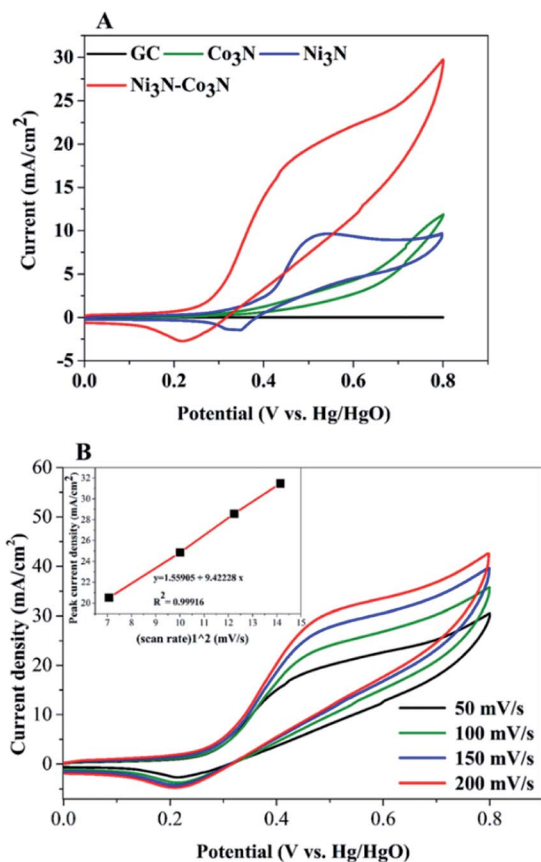 A
GC Co₃N Ni₃N
Ni₃N-Co₃N
30
25
20
15
10
5
0
-5
0.0 0.2 0.4 0.6 0.8
Current (mA/cm²)
Potential (V vs. Hg/HgO)
B
60
50
40
30
20
10
0
0.0 0.2 0.4 0.6 0.8
Current density (mA/cm²)
Potential (V vs. Hg/HgO)
32
30
28
26
24
22
20
7 8 9 10 11 12 13 14 15
Peak current density (mA/cm²)
(scan rate)1^2 (mV/s)
y=1.55905 + 9.42228 x
R² = 0.99916
50 mV/s
100 mV/s
150 mV/s
200 mV/s